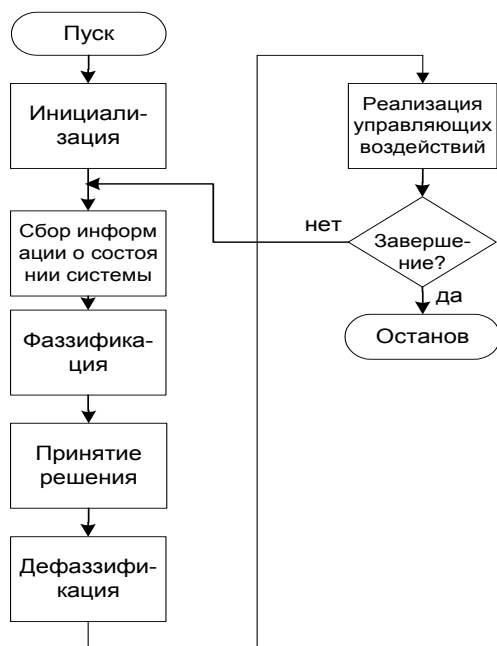 Пуск
Инициали-
зация
Сбор информ
ации о состоя
нии системы
Фаззифика-
ция
Принятие
решения
Дефаззифи-
кация
Реализация
управляющих
воздействий
Заверше-
ние?
нет
да
Останов